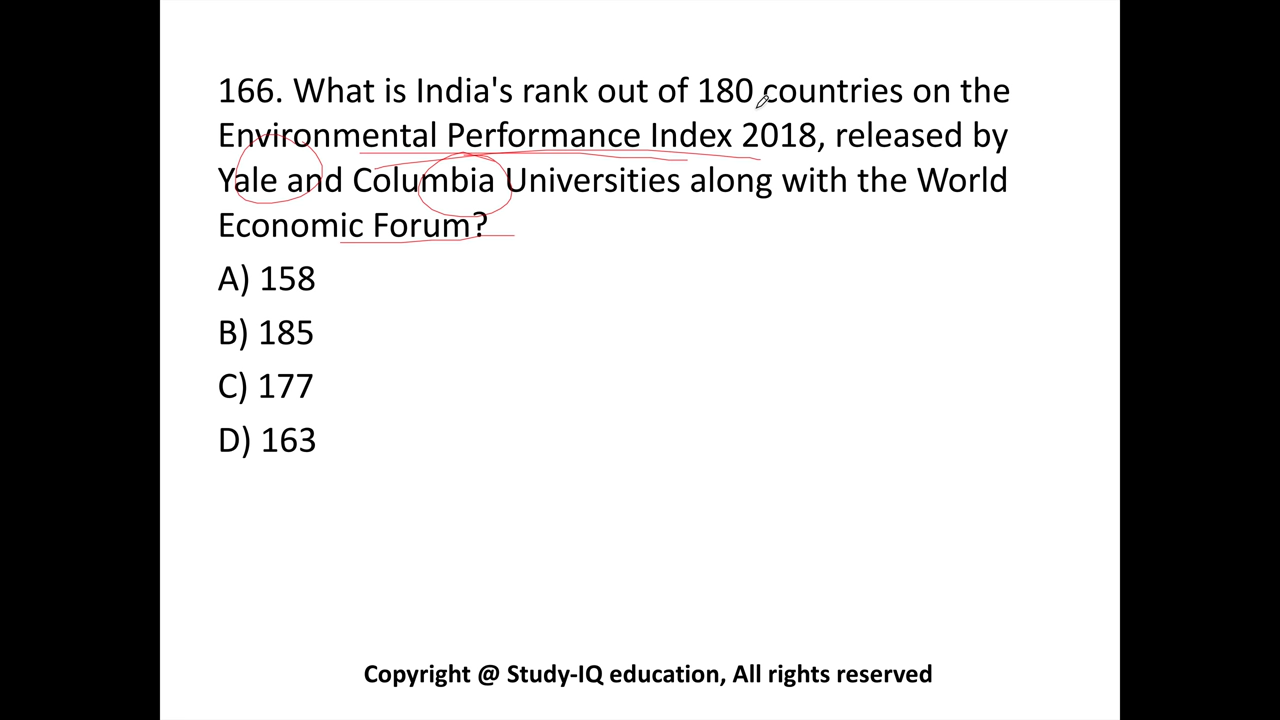 166. What is India's rank out of 180 countries on the
Environmental Performance Index 2018, released by
Yale and Columbia Universities along with the World
Economic Forum?
A) 158
B) 185
C) 177
D) 163
Copyright @ Study-IQ education, All rights reserved